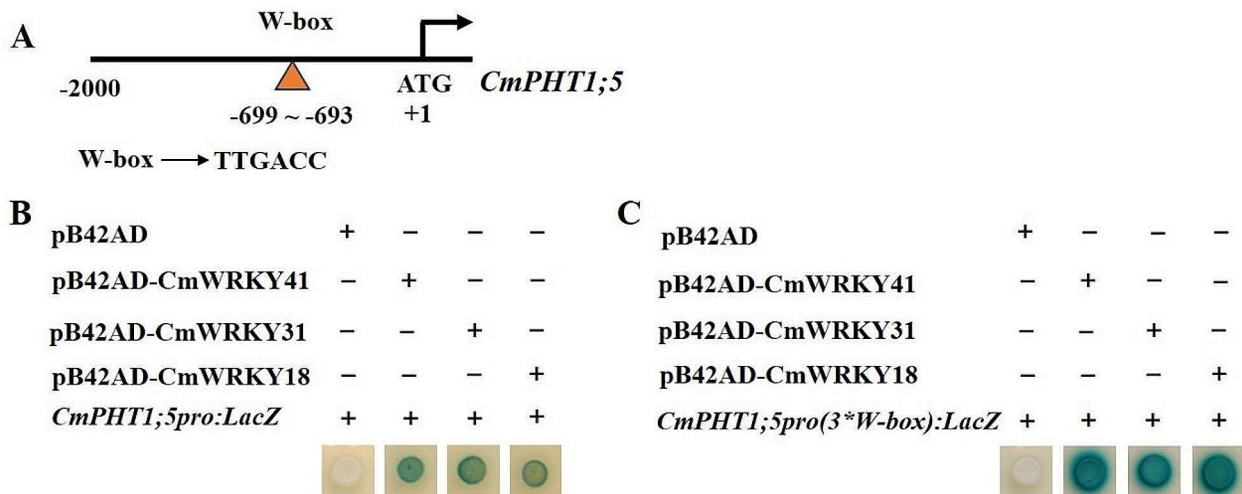 A
W-box
-2000
ATG
CmPHT1;5
-699 ~ -693
+1
W-box → TTGACC
B
pB42AD + − − −
pB42AD-CmWRKY41 − + − −
pB42AD-CmWRKY31 − − + −
pB42AD-CmWRKY18 − − − +
CmPHT1;5pro:LacZ + + + +
C
pB42AD + − − −
pB42AD-CmWRKY41 − + − −
pB42AD-CmWRKY31 − − + −
pB42AD-CmWRKY18 − − − +
CmPHT1;5pro(3*W-box):LacZ + + + +